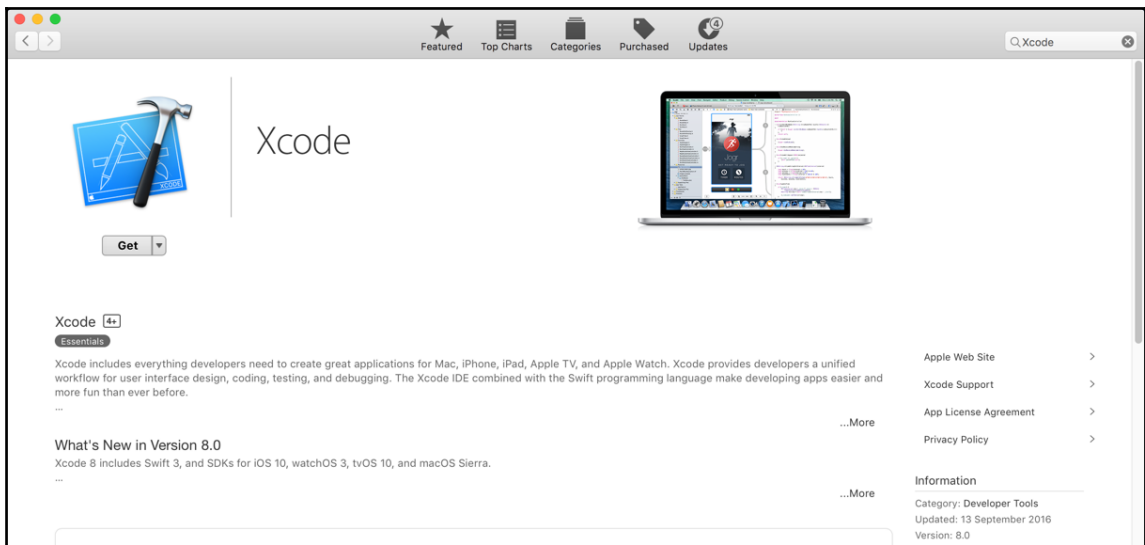 4
Featured Top Charts Categories Purchased Updates
Xcode
XCODE
Xcode
Jogr
Get
Xcode 4+
Essentials
Xcode includes everything developers need to create great applications for Mac, iPhone, iPad, Apple TV, and Apple Watch. Xcode provides developers a unified
workflow for user interface design, coding, testing, and debugging. The Xcode IDE combined with the Swift programming language make developing apps easier and
more fun than ever before.
...
...More
What's New in Version 8.0
Xcode 8 includes Swift 3, and SDKs for iOS 10, watchOS 3, tvOS 10, and macOS Sierra.
...
...More
Apple Web Site
Xcode Support
App License Agreement
Privacy Policy
Information
Category: Developer Tools
Updated: 13 September 2016
Version: 8.0